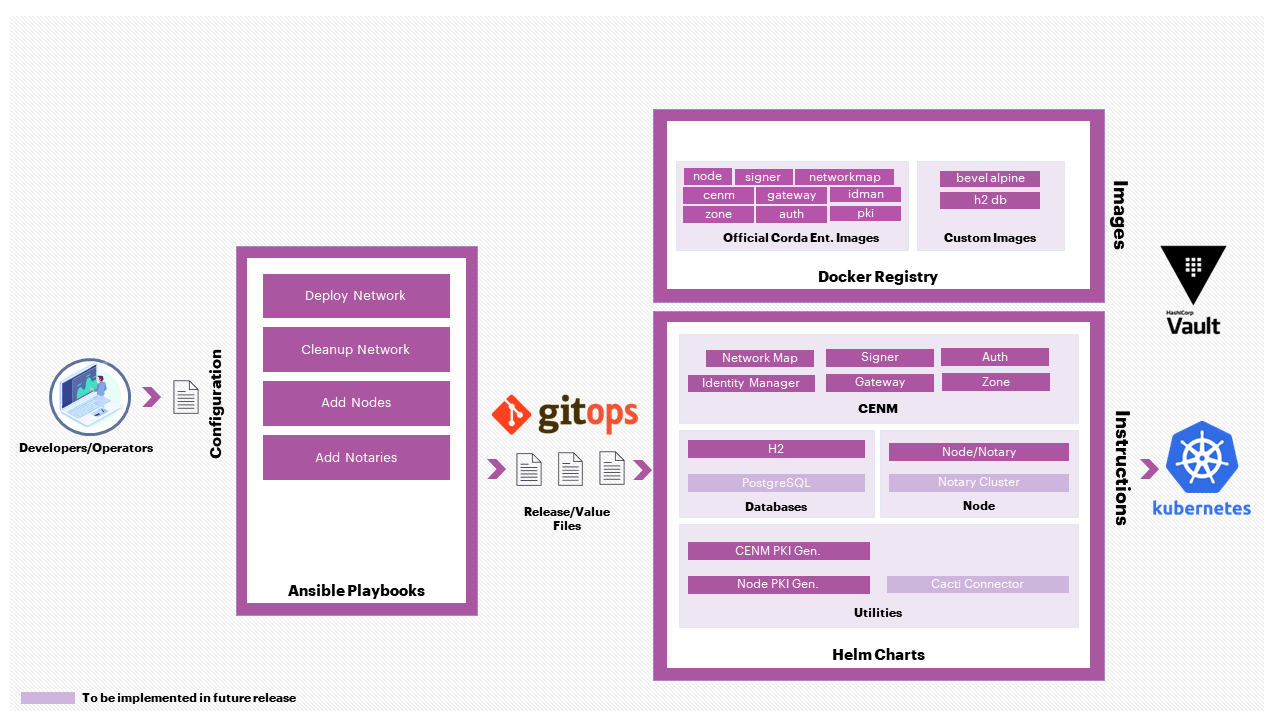 Developers/Operators
Configuration
Deploy Network
Cleanup Network
Add Nodes
Add Notaries
Ansible Playbooks
gitops
Release/Value
Files
node
signer
networkmap
cenm
gateway
idman
zone
auth
pki
Official Corda Ent. Images
bevel alpine
h2 db
Custom Images
Docker Registry
Images
Network Map
Signer
Auth
Identity Manager
Gateway
Zone
CENM
H2
PostgreSQL
Databases
Node/Notary
Notary Cluster
Node
CENM PKI Gen.
Node PKI Gen.
Cacti Connector
Utilities
Helm Charts
Instructions
HashiCorp
Vault
kubernetes
To be implemented in future release